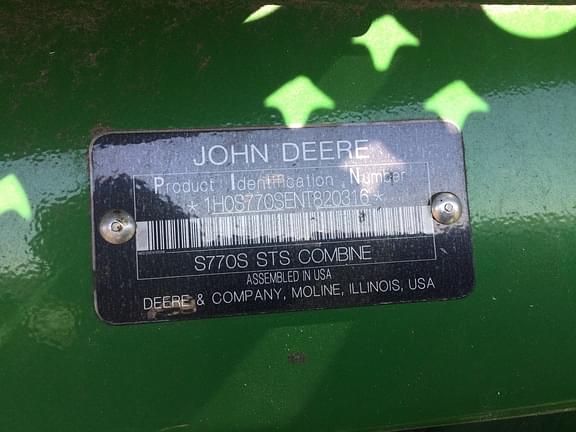 JOHN DEERE
Product Identification Number
*1H0S770SENT820316*
S770S STS COMBINE
ASSEMBLED IN USA
DEERE & COMPANY, MOLINE, ILLINOIS, USA